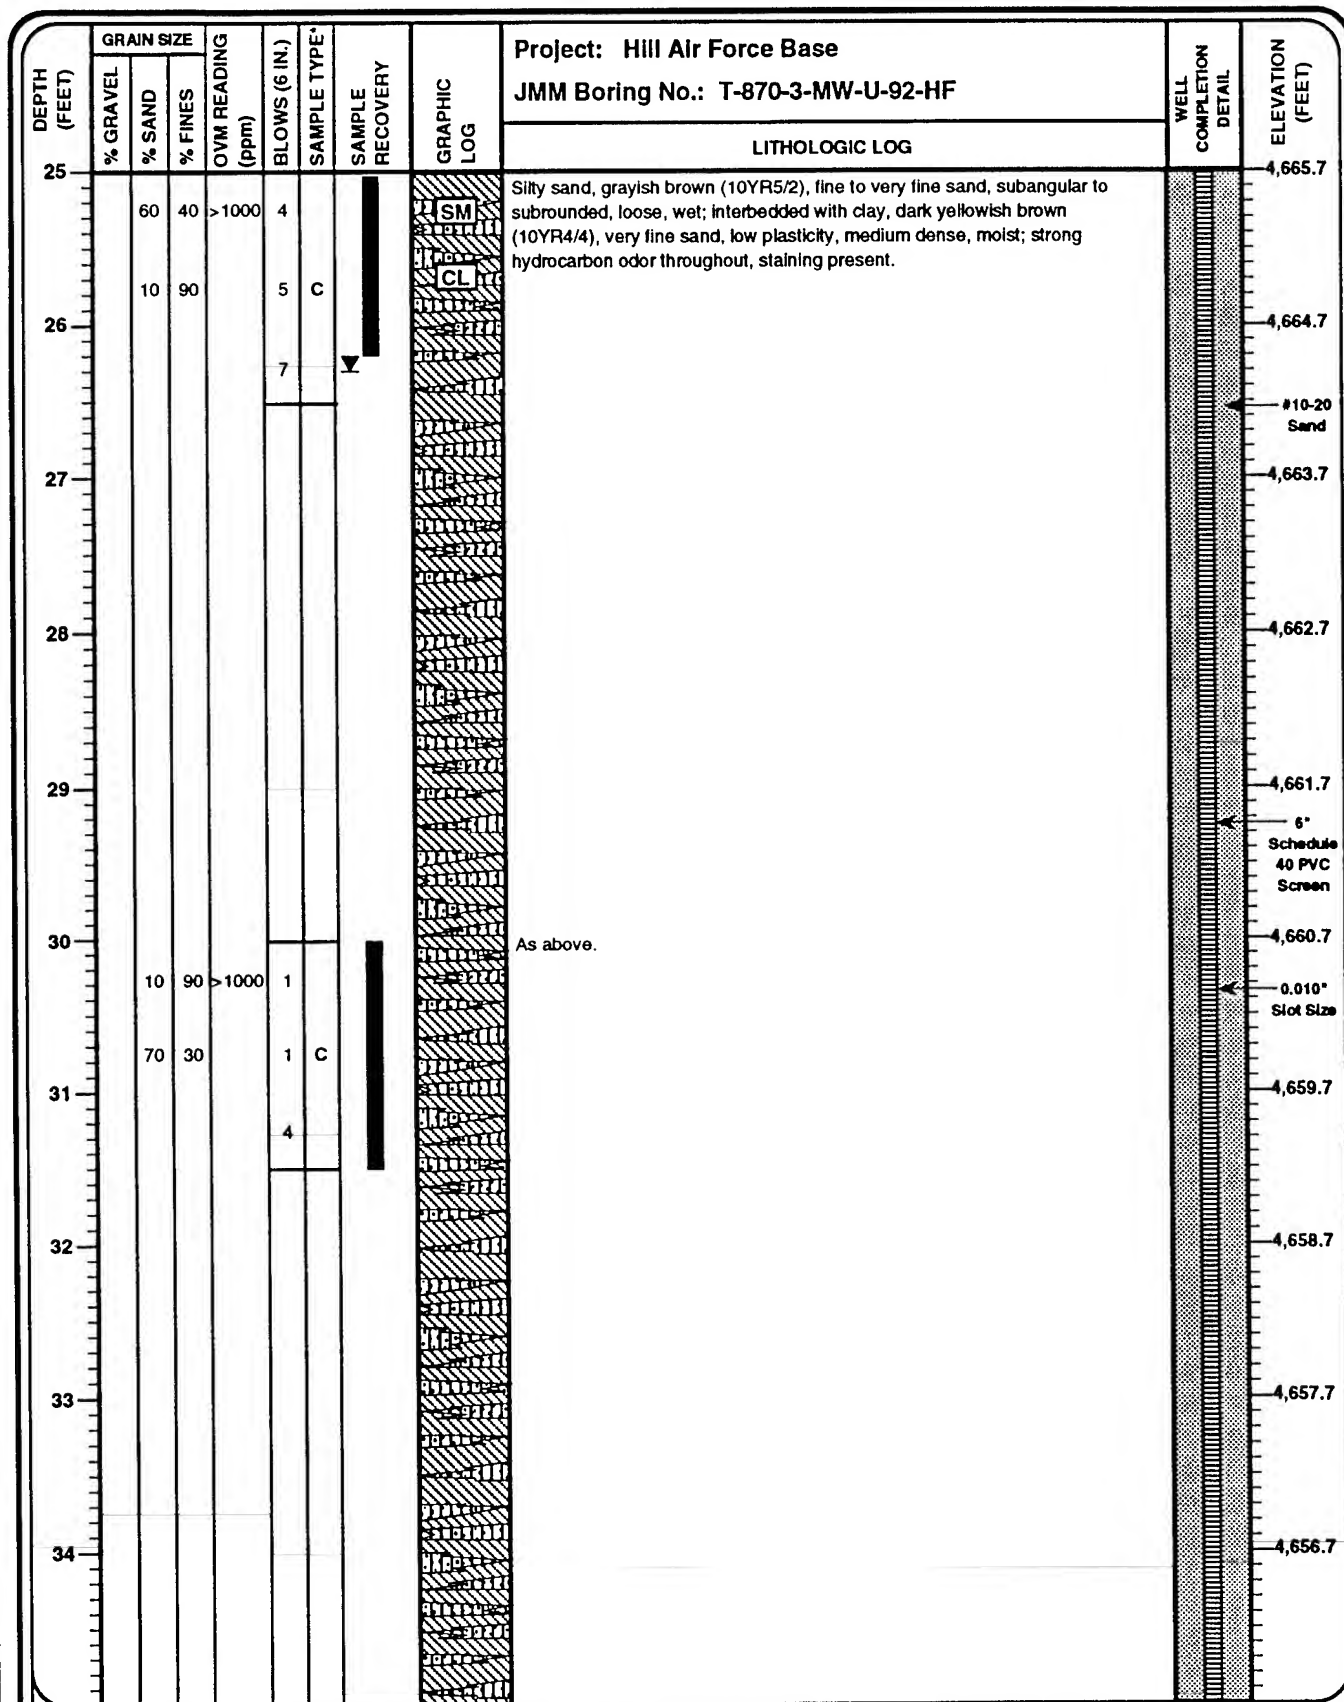 DEPTH (FEET)
GRAIN SIZE
% GRAVEL
% SAND
% FINES
OVM READING (ppm)
BLOWS (6 IN.)
SAMPLE TYPE*
SAMPLE RECOVERY
GRAPHIC LOG
Project: Hill Air Force Base
JMM Boring No.: T-870-3-MW-U-92-HF
LITHOLOGIC LOG
WELL COMPLETION DETAIL
ELEVATION (FEET)
25
4,665.7
Silty sand, grayish brown (10YR5/2), fine to very fine sand, subangular to
subrounded, loose, wet; interbedded with clay, dark yellowish brown
(10YR4/4), very fine sand, low plasticity, medium dense, moist; strong
hydrocarbon odor throughout, staining present.
60 40 >1000 4
SM
CL
10 90 5 C
26
4,664.7
7
#10-20
Sand
27
4,663.7
28
4,662.7
29
4,661.7
6"
Schedule
40 PVC
Screen
30
As above.
4,660.7
10 90 >1000 1
0.010"
Slot Size
70 30 1 C
31
4,659.7
4
32
4,658.7
33
4,657.7
34
4,656.7